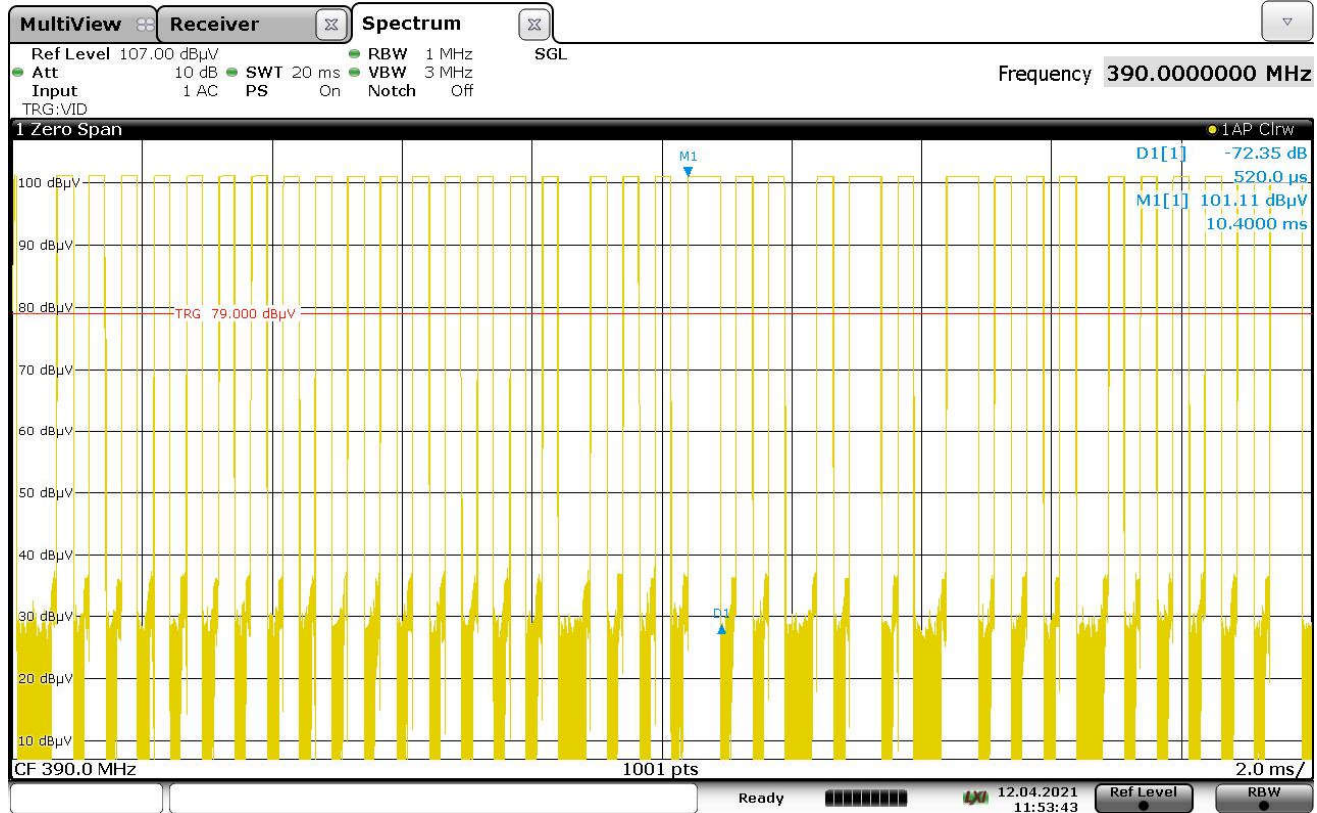 MultiView Receiver Spectrum
Ref Level 107.00 dBµV RBW 1 MHz SGL
Att 10 dB SWT 20 ms VBW 3 MHz
Input 1 AC PS On Notch Off
Frequency 390.0000000 MHz
TRG:VID
1 Zero Span 1AP Clrw
M1
D1[1] -72.35 dB
520.0 µs
M1[1] 101.11 dBµV
10.4000 ms
100 dBµV
90 dBµV
80 dBµV
TRG 79.000 dBµV
70 dBµV
60 dBµV
50 dBµV
40 dBµV
30 dBµV
D1
20 dBµV
10 dBµV
CF 390.0 MHz 1001 pts 2.0 ms/
Ready LXI 12.04.2021 Ref Level RBW
11:53:43